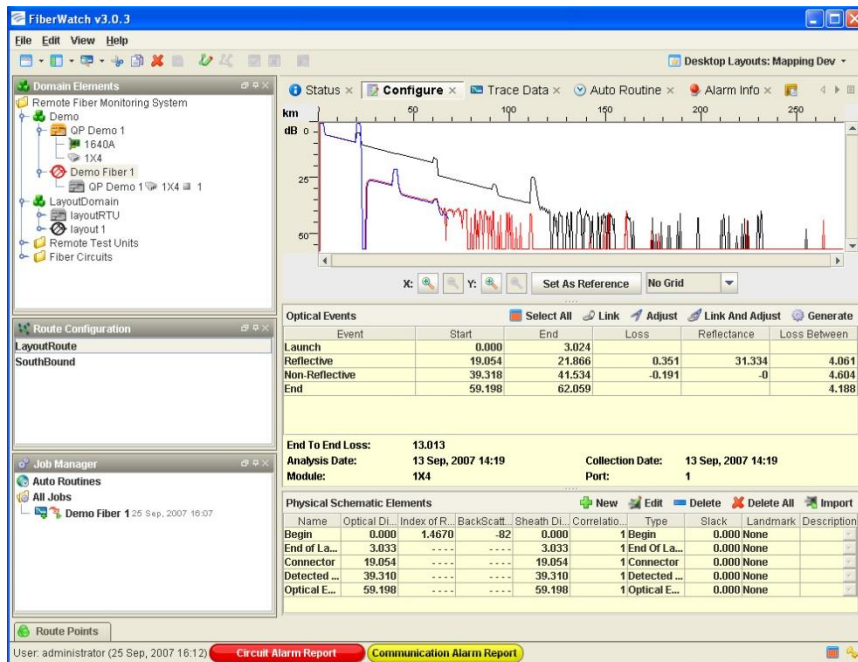 FiberWatch v3.0.3
File Edit View Help
Desktop Layouts: Mapping Dev
Domain Elements
Remote Fiber Monitoring System
Demo
QP Demo 1
1640A
1X4
Demo Fiber 1
QP Demo 1 1X4 1
LayoutDomain
layoutRTU
layout 1
Remote Test Units
Fiber Circuits
Route Configuration
LayoutRoute
SouthBound
Job Manager
Auto Routines
All Jobs
Demo Fiber 1 25 Sep, 2007 16:07
Status Configure Trace Data Auto Routine Alarm Info
km 50 100 150 200 250
dB 0
25
50
X: Y: Set As Reference No Grid
Optical Events Select All Link Adjust Link And Adjust Generate
Event Start End Loss Reflectance Loss Between
Launch 0.000 3.024
Reflective 19.054 21.866 0.351 31.334 4.061
Non-Reflective 39.318 41.534 -0.191 -0 4.604
End 59.198 62.059 4.188
End To End Loss: 13.013
Analysis Date: 13 Sep, 2007 14:19 Collection Date: 13 Sep, 2007 14:19
Module: 1X4 Port: 1
Physical Schematic Elements New Edit Delete Delete All Import
Name Optical Di... Index of R... BackScatt... Sheath Di... Correlatio... Type Slack Landmark Description
Begin 0.000 1.4670 -82 0.000 1 Begin 0.000 None
End of La... 3.033 - - - - - - - - 3.033 1 End Of La... 0.000 None
Connector 19.054 - - - - - - - - 19.054 1 Connector 0.000 None
Detected ... 39.310 - - - - - - - - 39.310 1 Detected ... 0.000 None
Optical E... 59.198 - - - - - - - - 59.198 1 Optical E... 0.000 None
Route Points
User: administrator (25 Sep, 2007 16:12) Circuit Alarm Report Communication Alarm Report